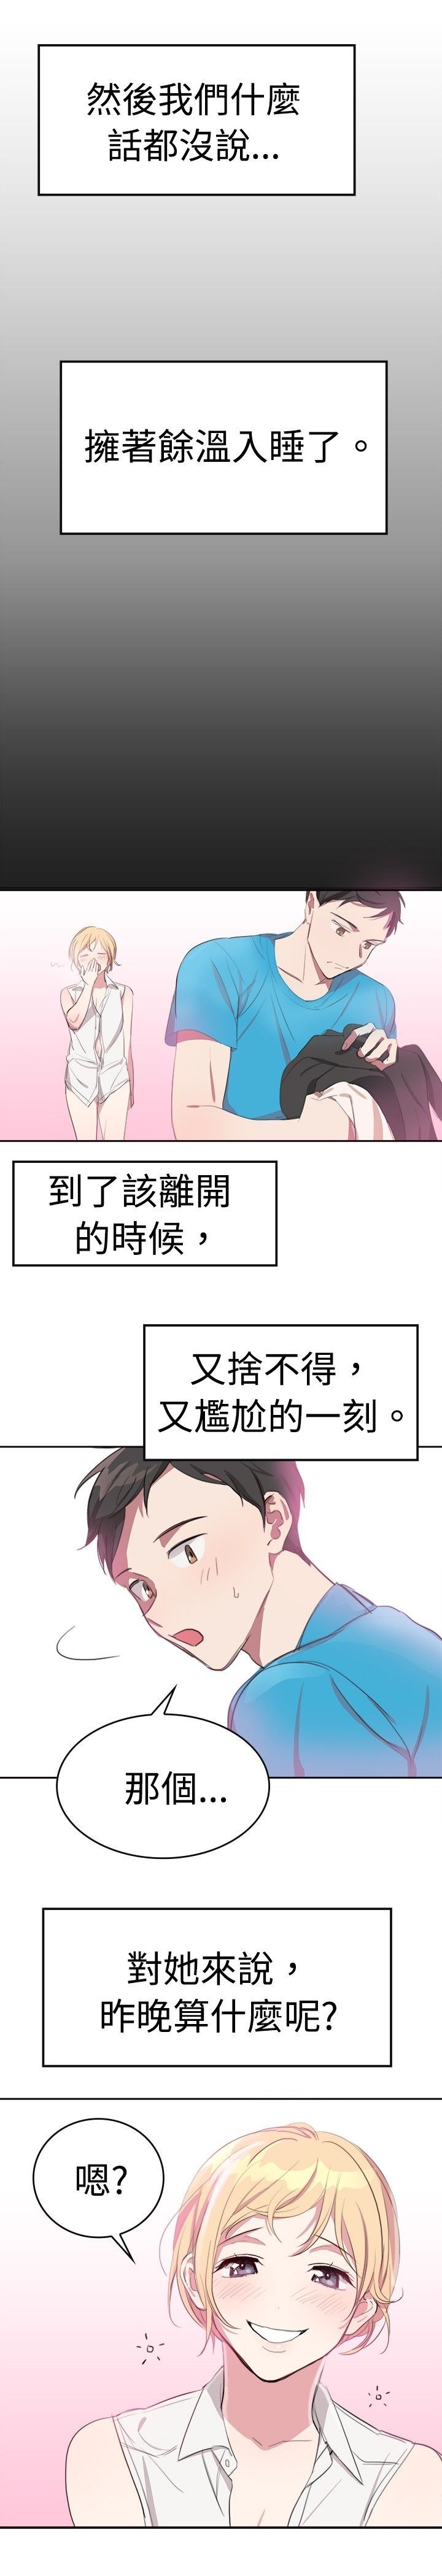 然後我們什麼
話都沒說...
擁著餘溫入睡了。
到了該離開
的時候，
又捨不得，
又尷尬的一刻。
那個...
對她來說，
昨晚算什麼呢?
嗯?